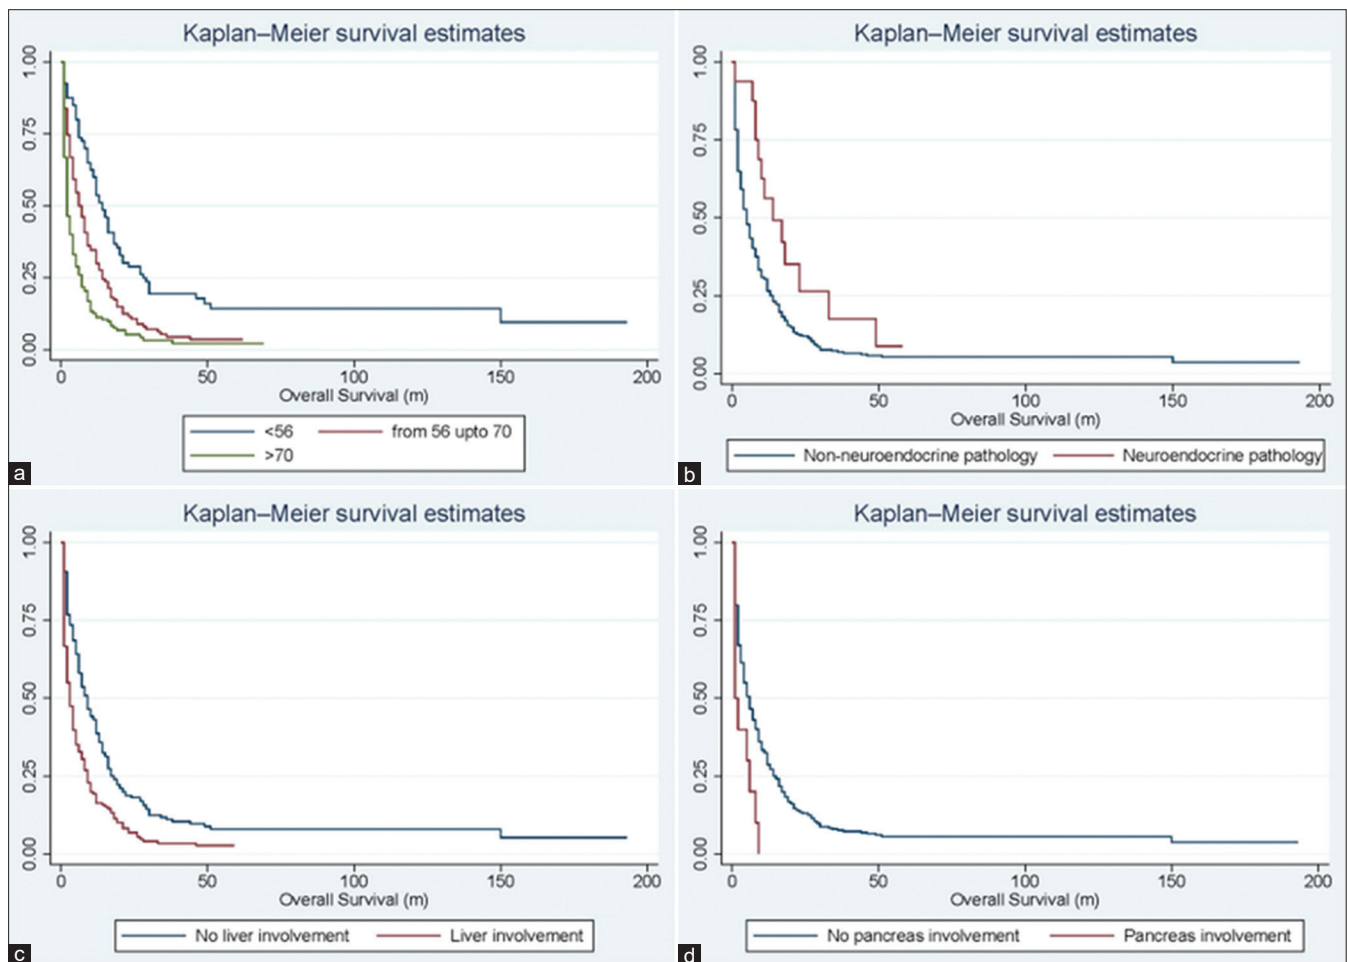 Kaplan–Meier survival estimates
1.00
0.75
0.50
0.25
0.00
0 50 100 150 200
Overall Survival (m)
<56 from 56 upto 70
>70
a
Kaplan–Meier survival estimates
1.00
0.75
0.50
0.25
0.00
0 50 100 150 200
Overall Survival (m)
Non-neuroendocrine pathology Neuroendocrine pathology
b
Kaplan–Meier survival estimates
1.00
0.75
0.50
0.25
0.00
0 50 100 150 200
Overall Survival (m)
No liver involvement Liver involvement
c
Kaplan–Meier survival estimates
1.00
0.75
0.50
0.25
0.00
0 50 100 150 200
Overall Survival (m)
No pancreas involvement Pancreas involvement
d